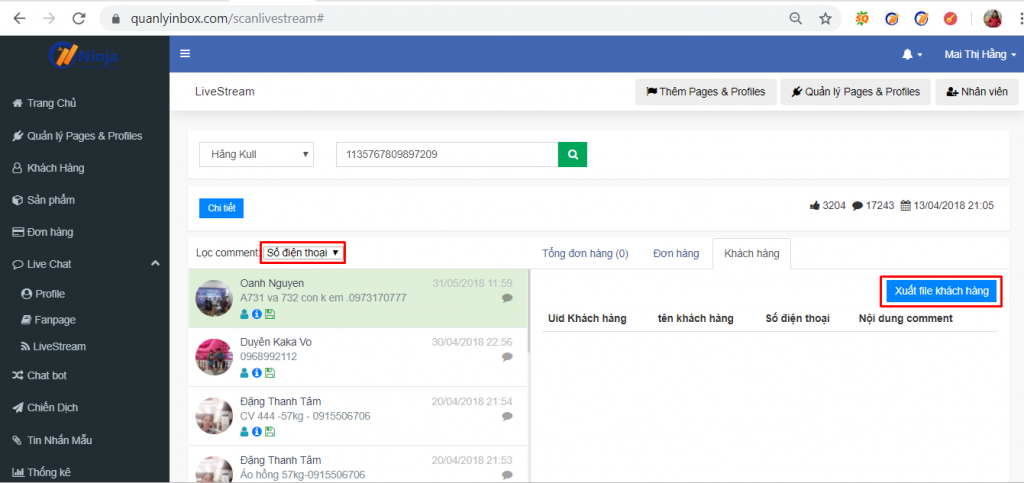 quanlyinbox.com/scanlivestream#
Ninja
Mai Thị Hằng
Trang Chủ
Quản lý Pages & Profiles
Khách Hàng
Sản phẩm
Đơn hàng
Live Chat
Profile
Fanpage
LiveStream
Chat bot
Chiến Dịch
Tin Nhắn Mẫu
Thống kê
LiveStream
Thêm Pages & Profiles
Quản lý Pages & Profiles
Nhân viên
Hằng Kull
1135767809897209
Chi tiết
3204 17243 13/04/2018 21:05
Lọc comment: Số điện thoại
Oanh Nguyen 31/05/2018 11:59
A731 va 732 con k em .0973170777
Duyên Kaka Vo 30/04/2018 22:56
0968992112
Đặng Thanh Tâm 20/04/2018 21:54
CV 444 -57kg - 0915506706
Đặng Thanh Tâm 20/04/2018 21:53
Áo hồng 57kg-0915506706
Tổng đơn hàng (0) Đơn hàng Khách hàng
Xuất file khách hàng
Uid Khách hàng tên khách hàng Số điện thoại Nội dung comment